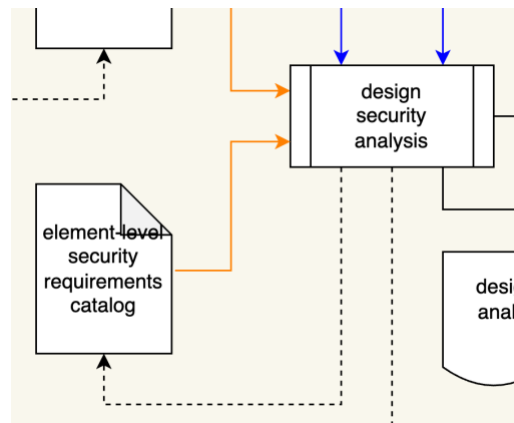 design
security
analysis
element-level
security
requirements
catalog